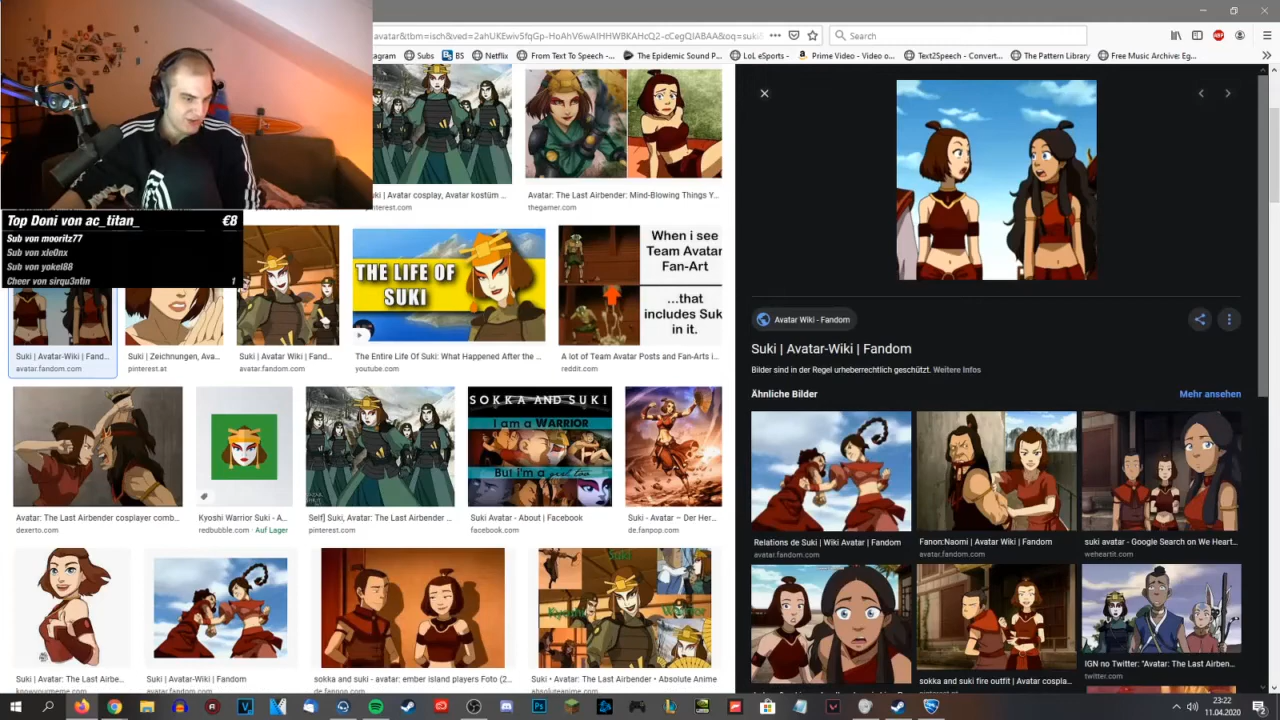 avatar&tbm=isch&ved=2ahUKEwiv5fqGp-HoAhV6wAIHHWBKAHcQ2-cCegQIABAA&oq=suki
Search
tagram
Subs
BS
Netflix
From Text To Speech -...
The Epidemic Sound P...
LoL eSports -
Prime Video - Video o...
Text2Speech - Convert...
The Pattern Library
Free Music Archive: Eg...
Top Doni von ac_titan_ €8
Sub von mooritz77
Sub von xle0nx
Sub von yokel88
Cheer von sirqu3ntin 1
uki | Avatar cosplay, Avatar kostüm ...
nterest.com
Avatar: The Last Airbender: Mind-Blowing Things Y...
thegamer.com
THE LIFE OF
SUKI
When i see
Team Avatar
Fan-Art
...that
includes Suk
in it.
Suki | Avatar-Wiki | Fand...
avatar.fandom.com
Suki | Zeichnungen, Ava...
pinterest.at
Suki | Avatar Wiki | Fand...
avatar.fandom.com
The Entire Life Of Suki: What Happened After the ...
youtube.com
A lot of Team Avatar Posts and Fan-Arts i...
reddit.com
SOKKA AND SUKI
I am a WARRIOR
But i'm a girl too
Avatar: The Last Airbender cosplayer comb...
dexerto.com
Kyoshi Warrior Suki - A...
redbubble.com · Auf Lager
Self] Suki, Avatar: The Last Airbender ...
pinterest.com
Suki Avatar - About | Facebook
facebook.com
Suki - Avatar – Der Her...
de.fanpop.com
Suki
Kyoshi Warrior
Suki | Avatar: The Last Airbe...
knowyourmeme.com
Suki | Avatar-Wiki | Fandom
avatar.fandom.com
sokka and suki - avatar: ember island players Foto (2...
de.fanpop.com
Suki • Avatar: The Last Airbender • Absolute Anime
absoluteanime.com
Avatar Wiki - Fandom
Suki | Avatar-Wiki | Fandom
Bilder sind in der Regel urheberrechtlich geschützt. Weitere Infos
Ähnliche Bilder
Mehr ansehen
Relations de Suki | Wiki Avatar | Fandom
avatar.fandom.com
Fanon:Naomi | Avatar Wiki | Fandom
avatar.fandom.com
suki avatar - Google Search on We Heart...
weheartit.com
IGN no Twitter: "Avatar: The Last Airben...
twitter.com
23:22
11.04.2020
2